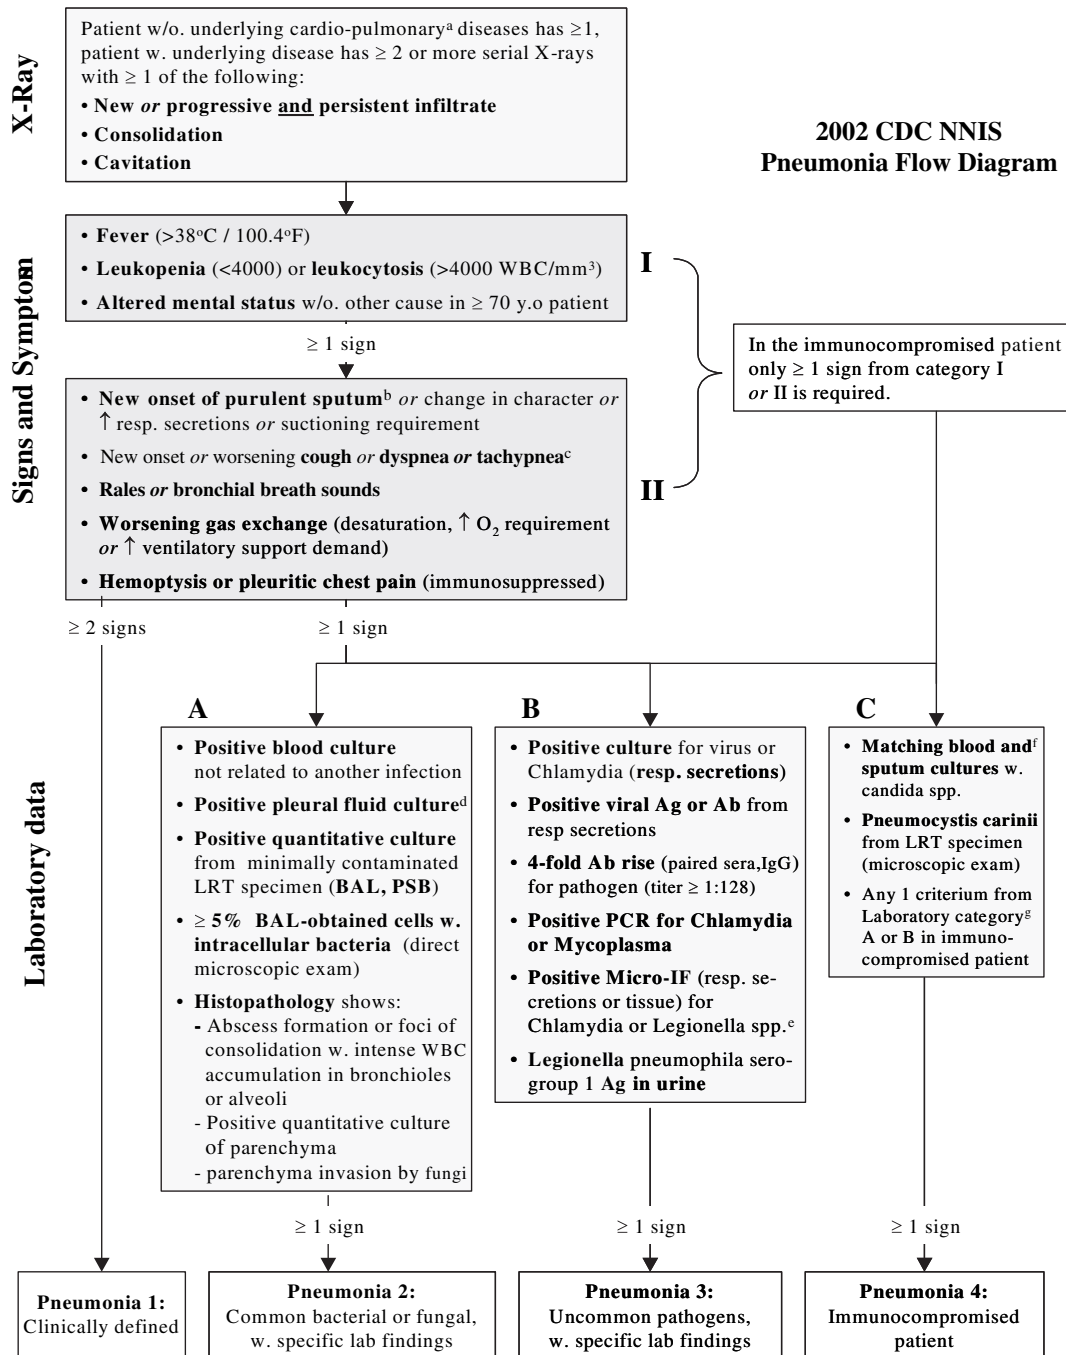 X-Ray
Patient w/o. underlying cardio-pulmonaryᵃ diseases has ≥1,
patient w. underlying disease has ≥ 2 or more serial X-rays
with ≥ 1 of the following:
• New or progressive and persistent infiltrate
• Consolidation
• Cavitation
2002 CDC NNIS
Pneumonia Flow Diagram
Signs and Symptoms
• Fever (>38ºC / 100.4ºF)
• Leukopenia (<4000) or leukocytosis (>4000 WBC/mm³)
• Altered mental status w/o. other cause in ≥ 70 y.o patient
I
≥ 1 sign
In the immunocompromised patient
only ≥ 1 sign from category I
or II is required.
• New onset of purulent sputumᵇ or change in character or
↑ resp. secretions or suctioning requirement
• New onset or worsening cough or dyspnea or tachypneaᶜ
• Rales or bronchial breath sounds
• Worsening gas exchange (desaturation, ↑ O₂ requirement
or ↑ ventilatory support demand)
• Hemoptysis or pleuritic chest pain (immunosuppressed)
II
≥ 2 signs
≥ 1 sign
Laboratory data
A
• Positive blood culture
not related to another infection
• Positive pleural fluid cultureᵈ
• Positive quantitative culture
from minimally contaminated
LRT specimen (BAL, PSB)
• ≥ 5% BAL-obtained cells w.
intracellular bacteria (direct
microscopic exam)
• Histopathology shows:
- Abscess formation or foci of
consolidation w. intense WBC
accumulation in bronchioles
or alveoli
- Positive quantitative culture
of parenchyma
- parenchyma invasion by fungi
B
• Positive culture for virus or
Chlamydia (resp. secretions)
• Positive viral Ag or Ab from
resp secretions
• 4-fold Ab rise (paired sera,IgG)
for pathogen (titer ≥ 1:128)
• Positive PCR for Chlamydia
or Mycoplasma
• Positive Micro-IF (resp. se-
cretions or tissue) for
Chlamydia or Legionella spp.ᵉ
• Legionella pneumophila sero-
group 1 Ag in urine
C
• Matching blood andᶠ
sputum cultures w.
candida spp.
• Pneumocystis carinii
from LRT specimen
(microscopic exam)
• Any 1 criterium from
Laboratory categoryᵍ
A or B in immuno-
compromised patient
≥ 1 sign
≥ 1 sign
≥ 1 sign
Pneumonia 1:
Clinically defined
Pneumonia 2:
Common bacterial or fungal,
w. specific lab findings
Pneumonia 3:
Uncommon pathogens,
w. specific lab findings
Pneumonia 4:
Immunocompromised
patient